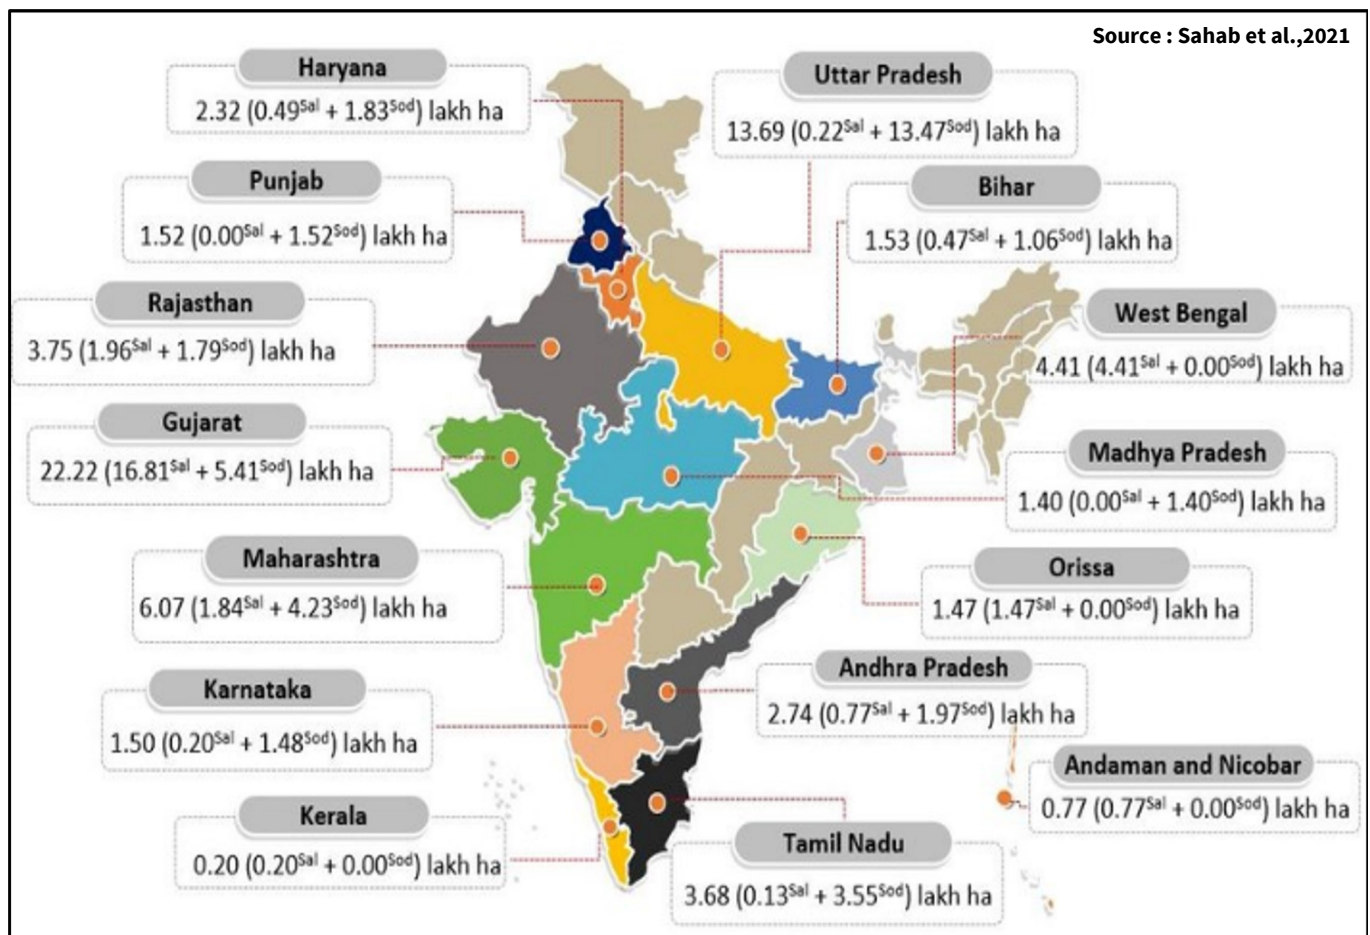 Source : Sahab et al.,2021
Haryana
2.32 (0.49Sal + 1.83Sod) lakh ha
Uttar Pradesh
13.69 (0.22Sal + 13.47Sod) lakh ha
Punjab
1.52 (0.00Sal + 1.52Sod) lakh ha
Bihar
1.53 (0.47Sal + 1.06Sod) lakh ha
Rajasthan
3.75 (1.96Sal + 1.79Sod) lakh ha
West Bengal
4.41 (4.41Sal + 0.00Sod) lakh ha
Gujarat
22.22 (16.81Sal + 5.41Sod) lakh ha
Madhya Pradesh
1.40 (0.00Sal + 1.40Sod) lakh ha
Maharashtra
6.07 (1.84Sal + 4.23Sod) lakh ha
Orissa
1.47 (1.47Sal + 0.00Sod) lakh ha
Karnataka
1.50 (0.20Sal + 1.48Sod) lakh ha
Andhra Pradesh
2.74 (0.77Sal + 1.97Sod) lakh ha
Andaman and Nicobar
0.77 (0.77Sal + 0.00Sod) lakh ha
Kerala
0.20 (0.20Sal + 0.00Sod) lakh ha
Tamil Nadu
3.68 (0.13Sal + 3.55Sod) lakh ha